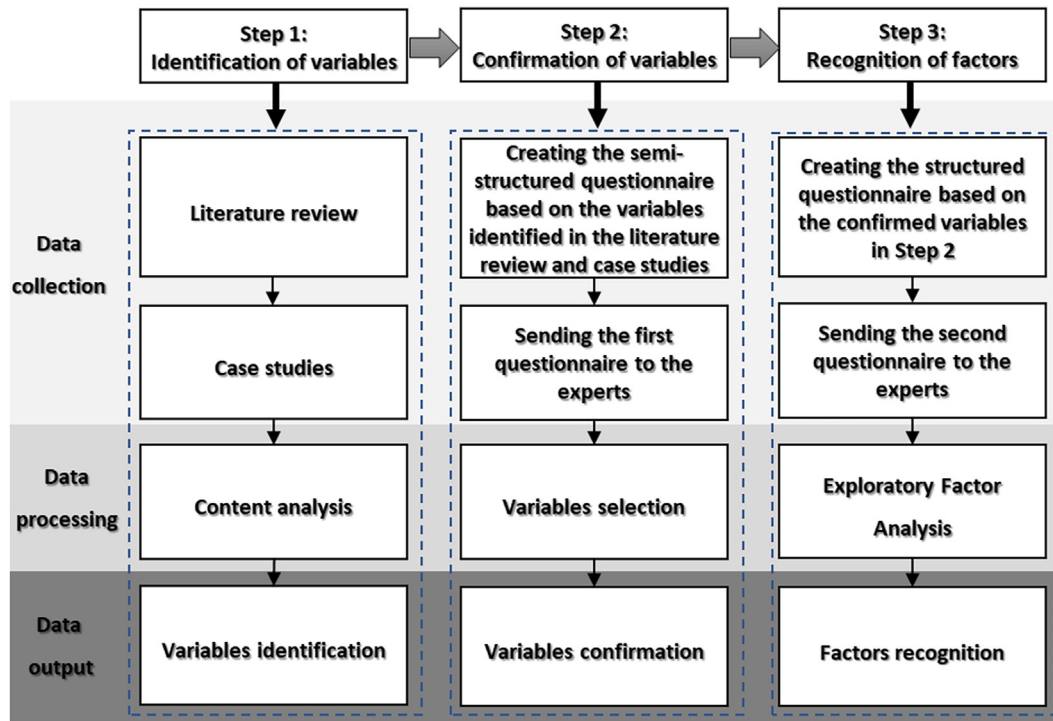 Step 1:
Identification of variables
Step 2:
Confirmation of variables
Step 3:
Recognition of factors
Data
collection
Literature review
Case studies
Creating the semi-
structured questionnaire
based on the variables
identified in the literature
review and case studies
Sending the first
questionnaire to the
experts
Creating the structured
questionnaire based on
the confirmed variables
in Step 2
Sending the second
questionnaire to the
experts
Data
processing
Content analysis
Variables selection
Exploratory Factor
Analysis
Data
output
Variables identification
Variables confirmation
Factors recognition